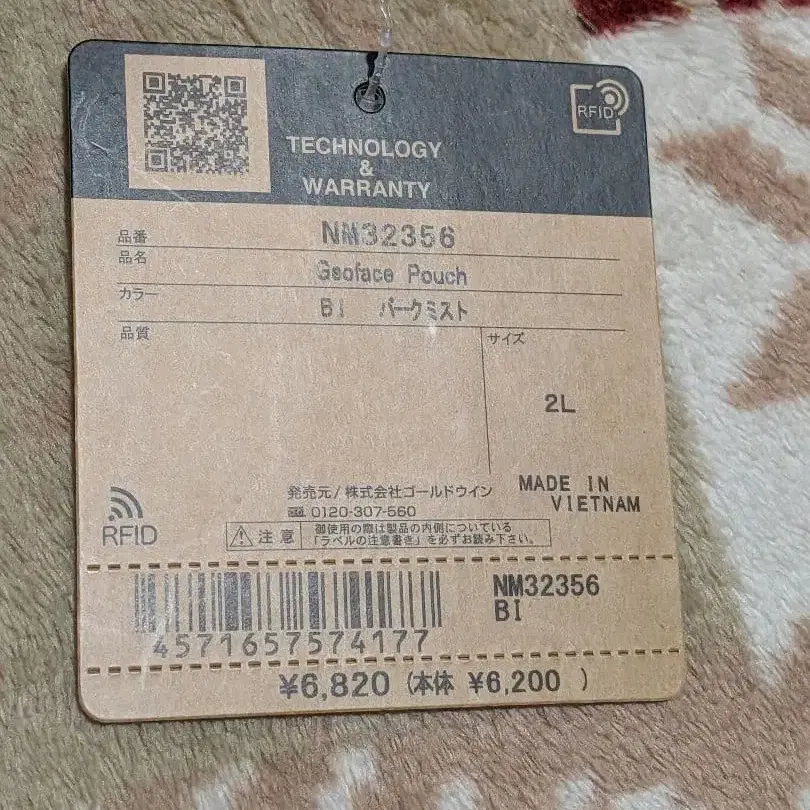 RFID
TECHNOLOGY
&
WARRANTY
品番 NM32356
品名 Geoface Pouch
カラー BI パークミスト
品質
サイズ
2L
発売元/株式会社ゴールドウイン
0120-307-560
MADE IN
VIETNAM
RFID
注意 御使用の際は製品の内側についている
「ラベルの注意書き」を必ずお読み下さい。
NM32356
BI
4571657574177
¥6,820 (本体 ¥6,200 )